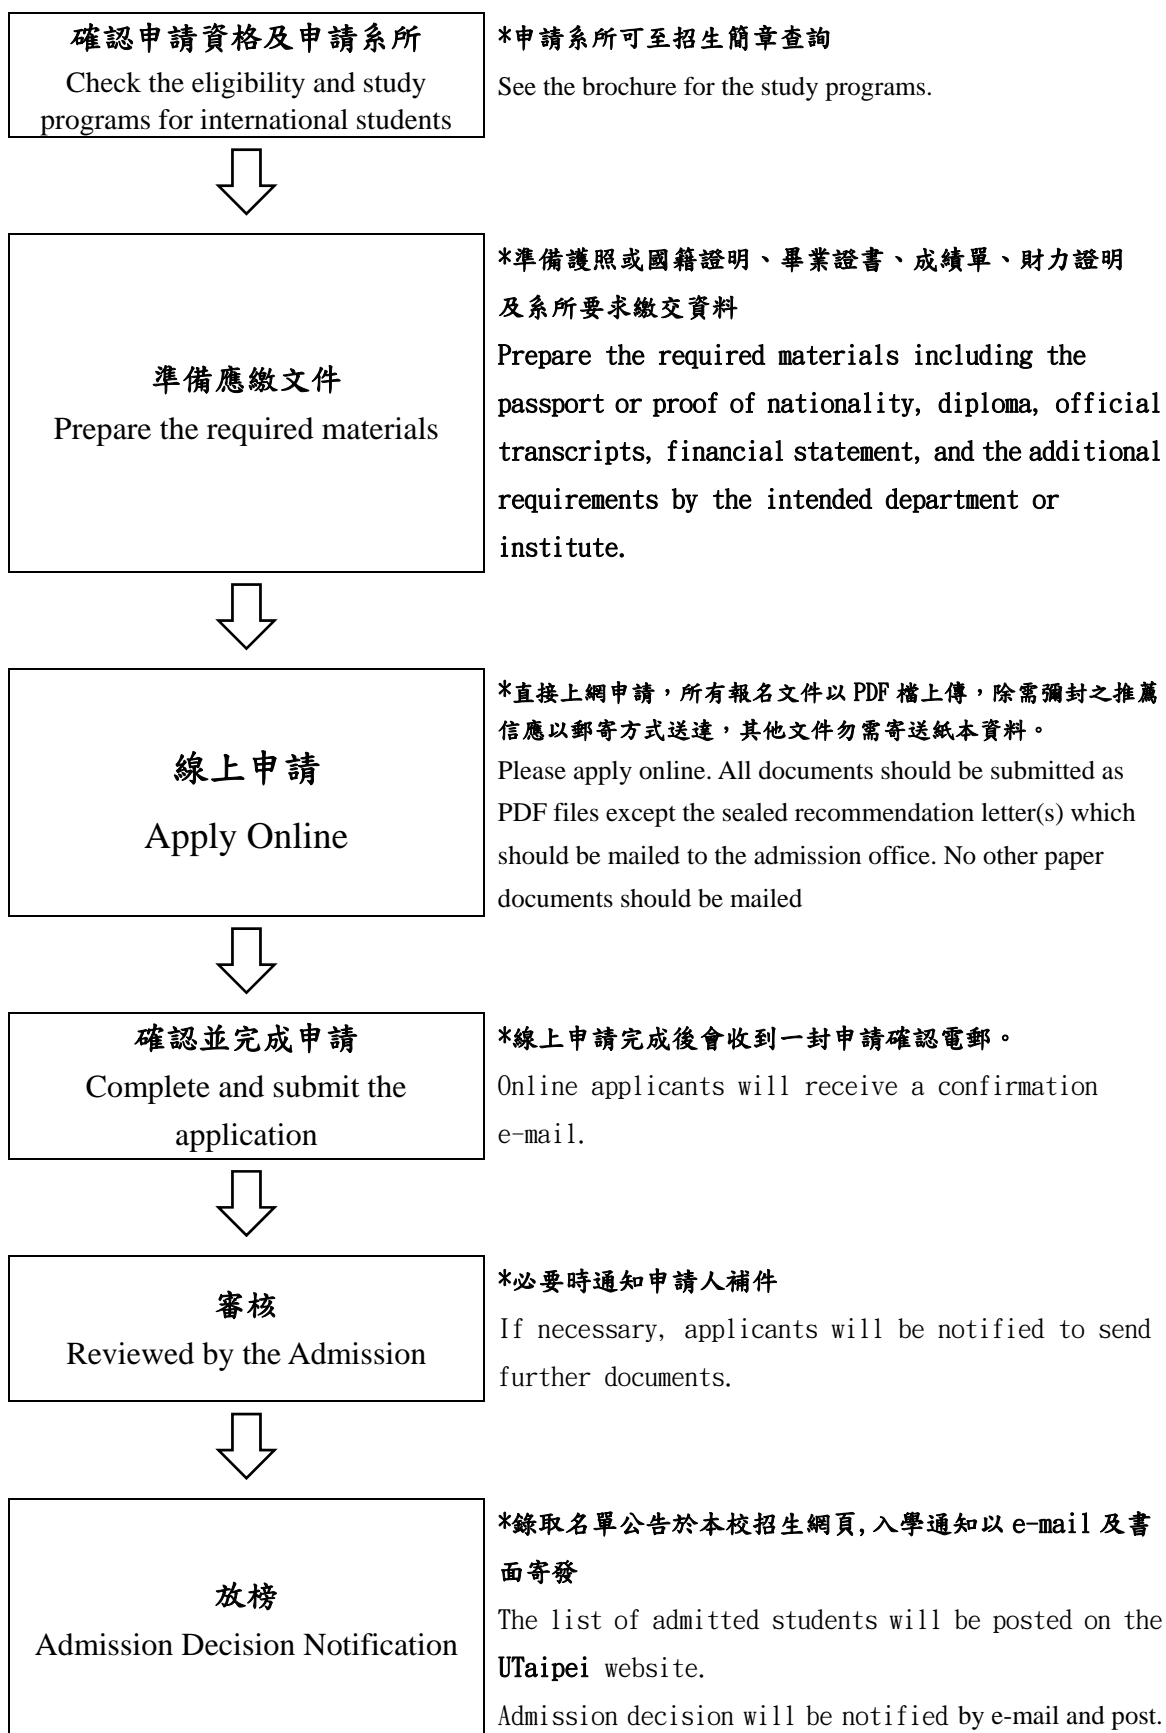 確認申請資格及申請系所
Check the eligibility and study
programs for international students
*申請系所可至招生簡章查詢
See the brochure for the study programs.
準備應繳文件
Prepare the required materials
*準備護照或國籍證明、畢業證書、成績單、財力證明
及系所要求繳交資料
Prepare the required materials including the
passport or proof of nationality, diploma, official
transcripts, financial statement, and the additional
requirements by the intended department or
institute.
線上申請
Apply Online
*直接上網申請，所有報名文件以 PDF 檔上傳，除需彌封之推薦
信應以郵寄方式送達，其他文件勿需寄送紙本資料。
Please apply online. All documents should be submitted as
PDF files except the sealed recommendation letter(s) which
should be mailed to the admission office. No other paper
documents should be mailed
確認並完成申請
Complete and submit the
application
*線上申請完成後會收到一封申請確認電郵。
Online applicants will receive a confirmation
e-mail.
審核
Reviewed by the Admission
*必要時通知申請人補件
If necessary, applicants will be notified to send
further documents.
放榜
Admission Decision Notification
*錄取名單公告於本校招生網頁,入學通知以 e-mail 及書
面寄發
The list of admitted students will be posted on the
UTaipei website.
Admission decision will be notified by e-mail and post.